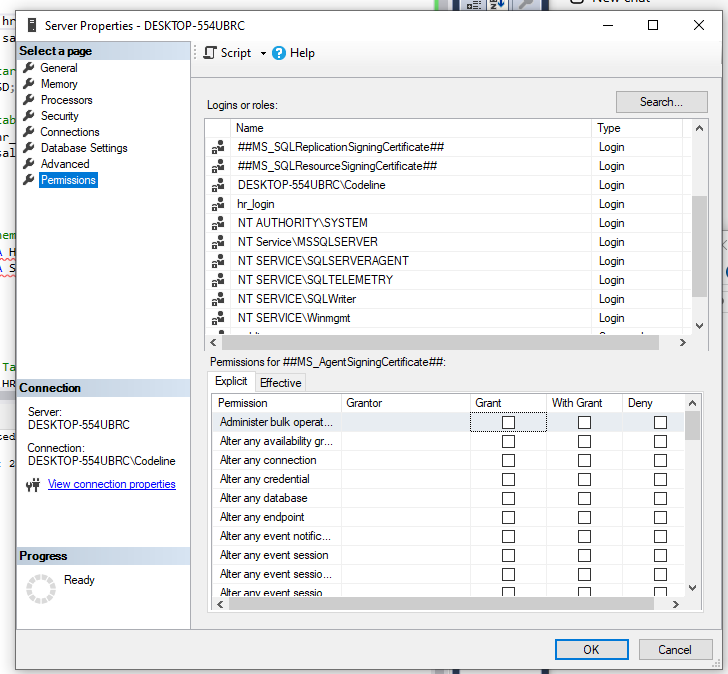 New chat
Server Properties - DESKTOP-554UBRC
Select a page
General
Memory
Processors
Security
Connections
Database Settings
Advanced
Permissions
Script
Help
Logins or roles:
Search...
Name Type
##MS_SQLReplicationSigningCertificate## Login
##MS_SQLResourceSigningCertificate## Login
DESKTOP-554UBRC\Codeline Login
hr_login Login
NT AUTHORITY\SYSTEM Login
NT Service\MSSQLSERVER Login
NT SERVICE\SQLSERVERAGENT Login
NT SERVICE\SQLTELEMETRY Login
NT SERVICE\SQLWriter Login
NT SERVICE\Winmgmt Login
Permissions for ##MS_AgentSigningCertificate##:
Explicit Effective
Permission Grantor Grant With Grant Deny
Administer bulk operat...
Alter any availability gr...
Alter any connection
Alter any credential
Alter any database
Alter any endpoint
Alter any event notific...
Alter any event session
Alter any event sessio...
Alter any event sessio
Connection
Server:
DESKTOP-554UBRC
Connection:
DESKTOP-554UBRC\Codeline
View connection properties
Progress
Ready
OK Cancel